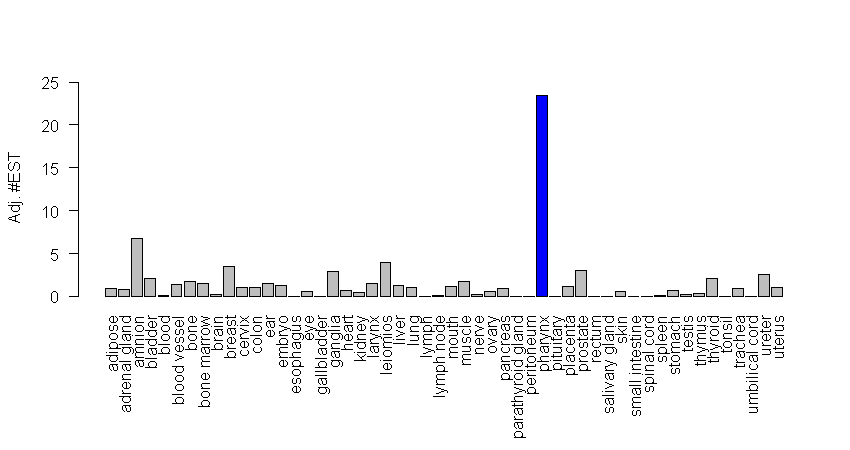 Adj. #EST
25
20
15
10
5
0
adipose
adrenal gland
amnion
bladder
blood
blood vessel
bone
bone marrow
brain
breast
cervix
colon
ear
embryo
esophagus
eye
gallbladder
ganglia
heart
kidney
larynx
leiomios
liver
lung
lymph
lymph node
mouth
muscle
nerve
ovary
pancreas
parathyroid gland
peritoneum
pharynx
pituitary
placenta
prostate
rectum
salivary gland
skin
small intestine
spinal cord
spleen
stomach
testis
thymus
thyroid
tonsil
trachea
umbilical cord
ureter
uterus